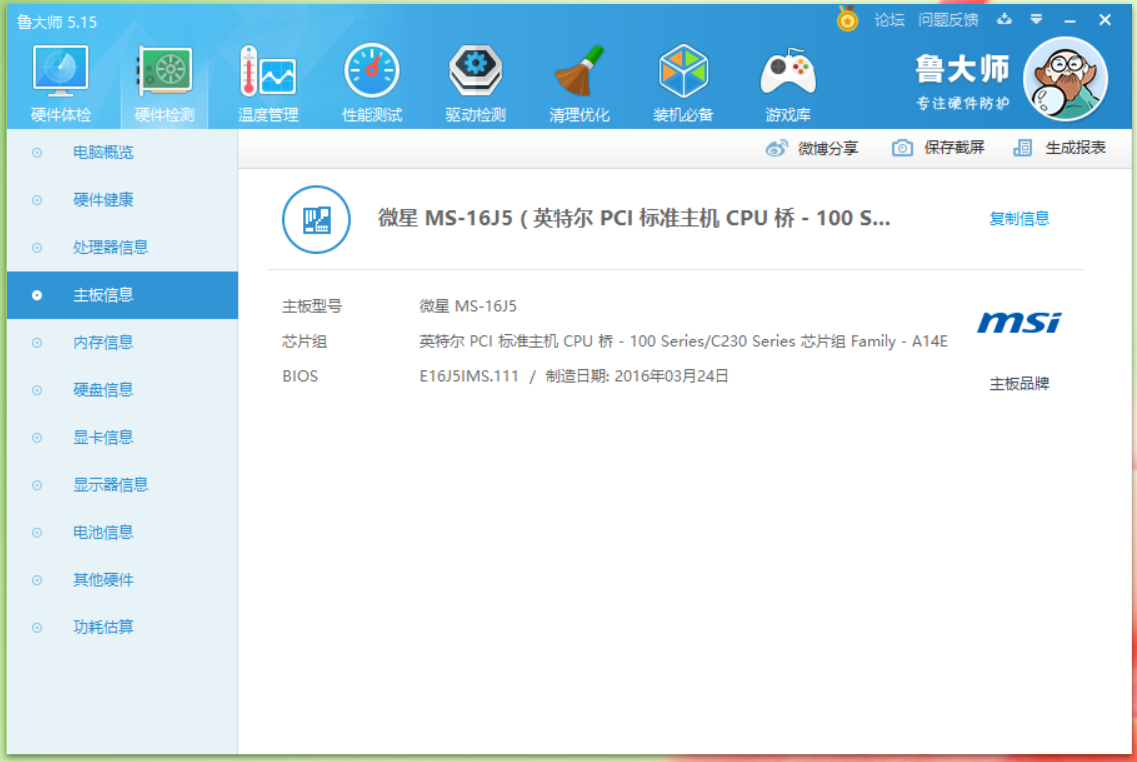 鲁大师 5.15
论坛 问题反馈
硬件体检 硬件检测 温度管理 性能测试 驱动检测 清理优化 装机必备 游戏库
鲁大师
专注硬件防护
微博分享 保存截屏 生成报表
电脑概览
硬件健康
处理器信息
主板信息
内存信息
硬盘信息
显卡信息
显示器信息
电池信息
其他硬件
功耗估算
微星 MS-16J5 ( 英特尔 PCI 标准主机 CPU 桥 - 100 S...
复制信息
主板型号 微星 MS-16J5
芯片组 英特尔 PCI 标准主机 CPU 桥 - 100 Series/C230 Series 芯片组 Family - A14E
BIOS E16J5IMS.111 / 制造日期: 2016年03月24日
msi
主板品牌